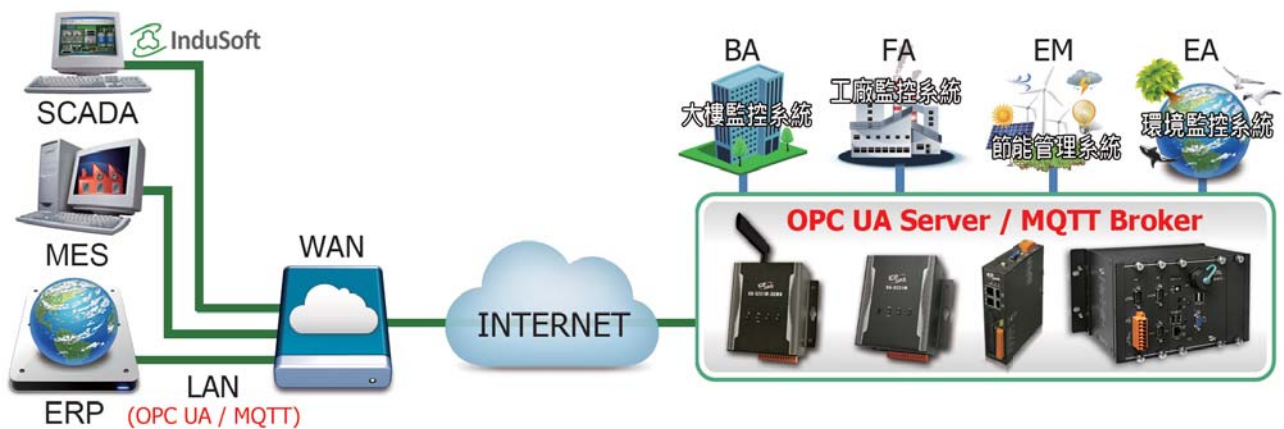 InduSoft
SCADA
MES
ERP
LAN
(OPC UA / MQTT)
WAN
INTERNET
BA
大樓監控系統
FA
工廠監控系統
EM
節能管理系統
EA
環境監控系統
OPC UA Server / MQTT Broker